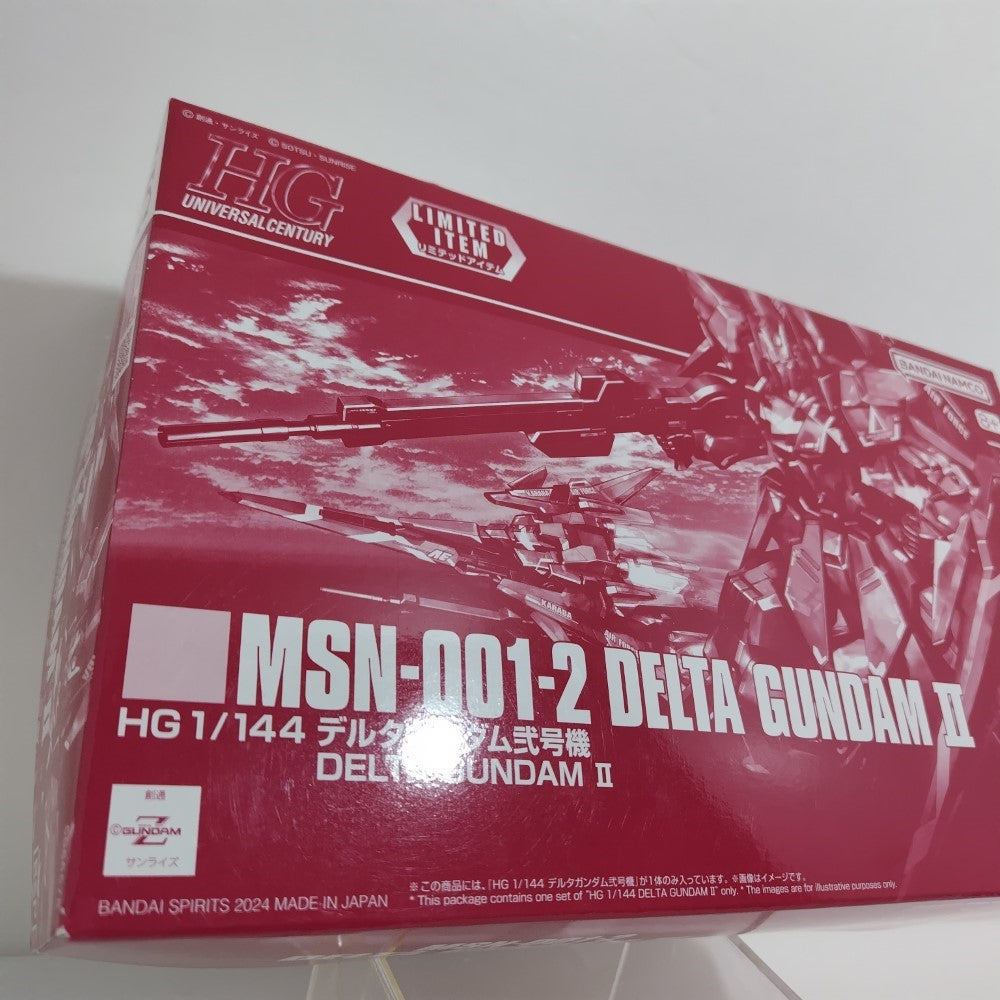 ©創通・サンライズ ©SOTSU・SUNRISE
HG
UNIVERSAL CENTURY
LIMITED
ITEM
リミテッドアイテム
BANDAI NAMCO
KARABA AIR FORCE
AE
KARABA
MSN-001-2 DELTA GUNDAM II
HG 1/144 デルタガンダム弐号機
DELTA GUNDAM II
創通
©GUNDAM
Z
サンライズ
※この商品には、「HG 1/144 デルタガンダム弐号機」が1体のみ入っています。※画像はイメージです。
* This package contains one set of "HG 1/144 DELTA GUNDAM II" only. * The images are for illustrative purposes only.
BANDAI SPIRITS 2024 MADE IN JAPAN